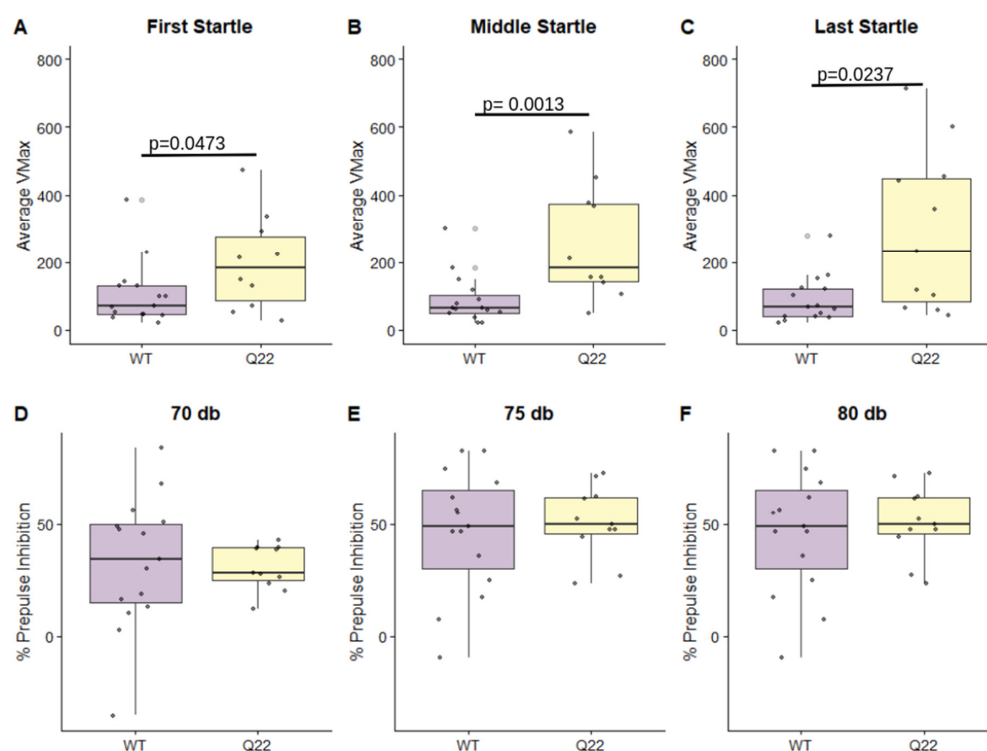 A First Startle
Average VMax
800
600
400
200
0
p=0.0473
WT Q22
B Middle Startle
Average VMax
800
600
400
200
0
p= 0.0013
WT Q22
C Last Startle
Average VMax
800
600
400
200
0
p=0.0237
WT Q22
D 70 db
% Prepulse Inhibition
50
0
WT Q22
E 75 db
% Prepulse Inhibition
50
0
WT Q22
F 80 db
% Prepulse Inhibition
50
0
WT Q22